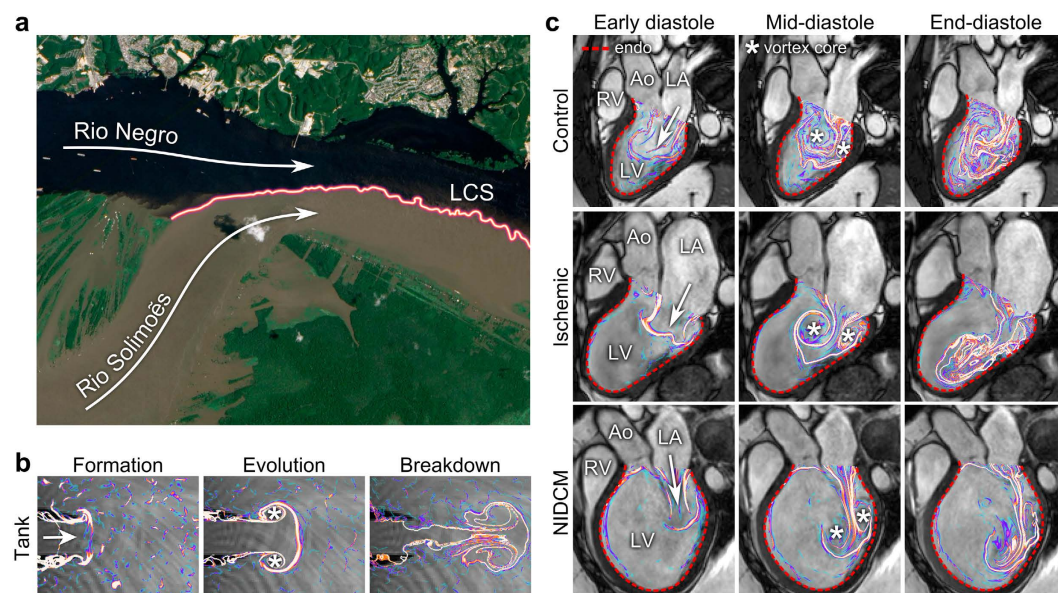 a
Rio Negro
LCS
Rio Solimoẽs
b
Formation Evolution Breakdown
Tank
* *
c
Early diastole Mid-diastole End-diastole
Control
endo * vortex core
Ao LA
RV
LV
* *
Ischemic
Ao LA
RV
LV
* *
NIDCM
Ao LA
RV
LV
* *